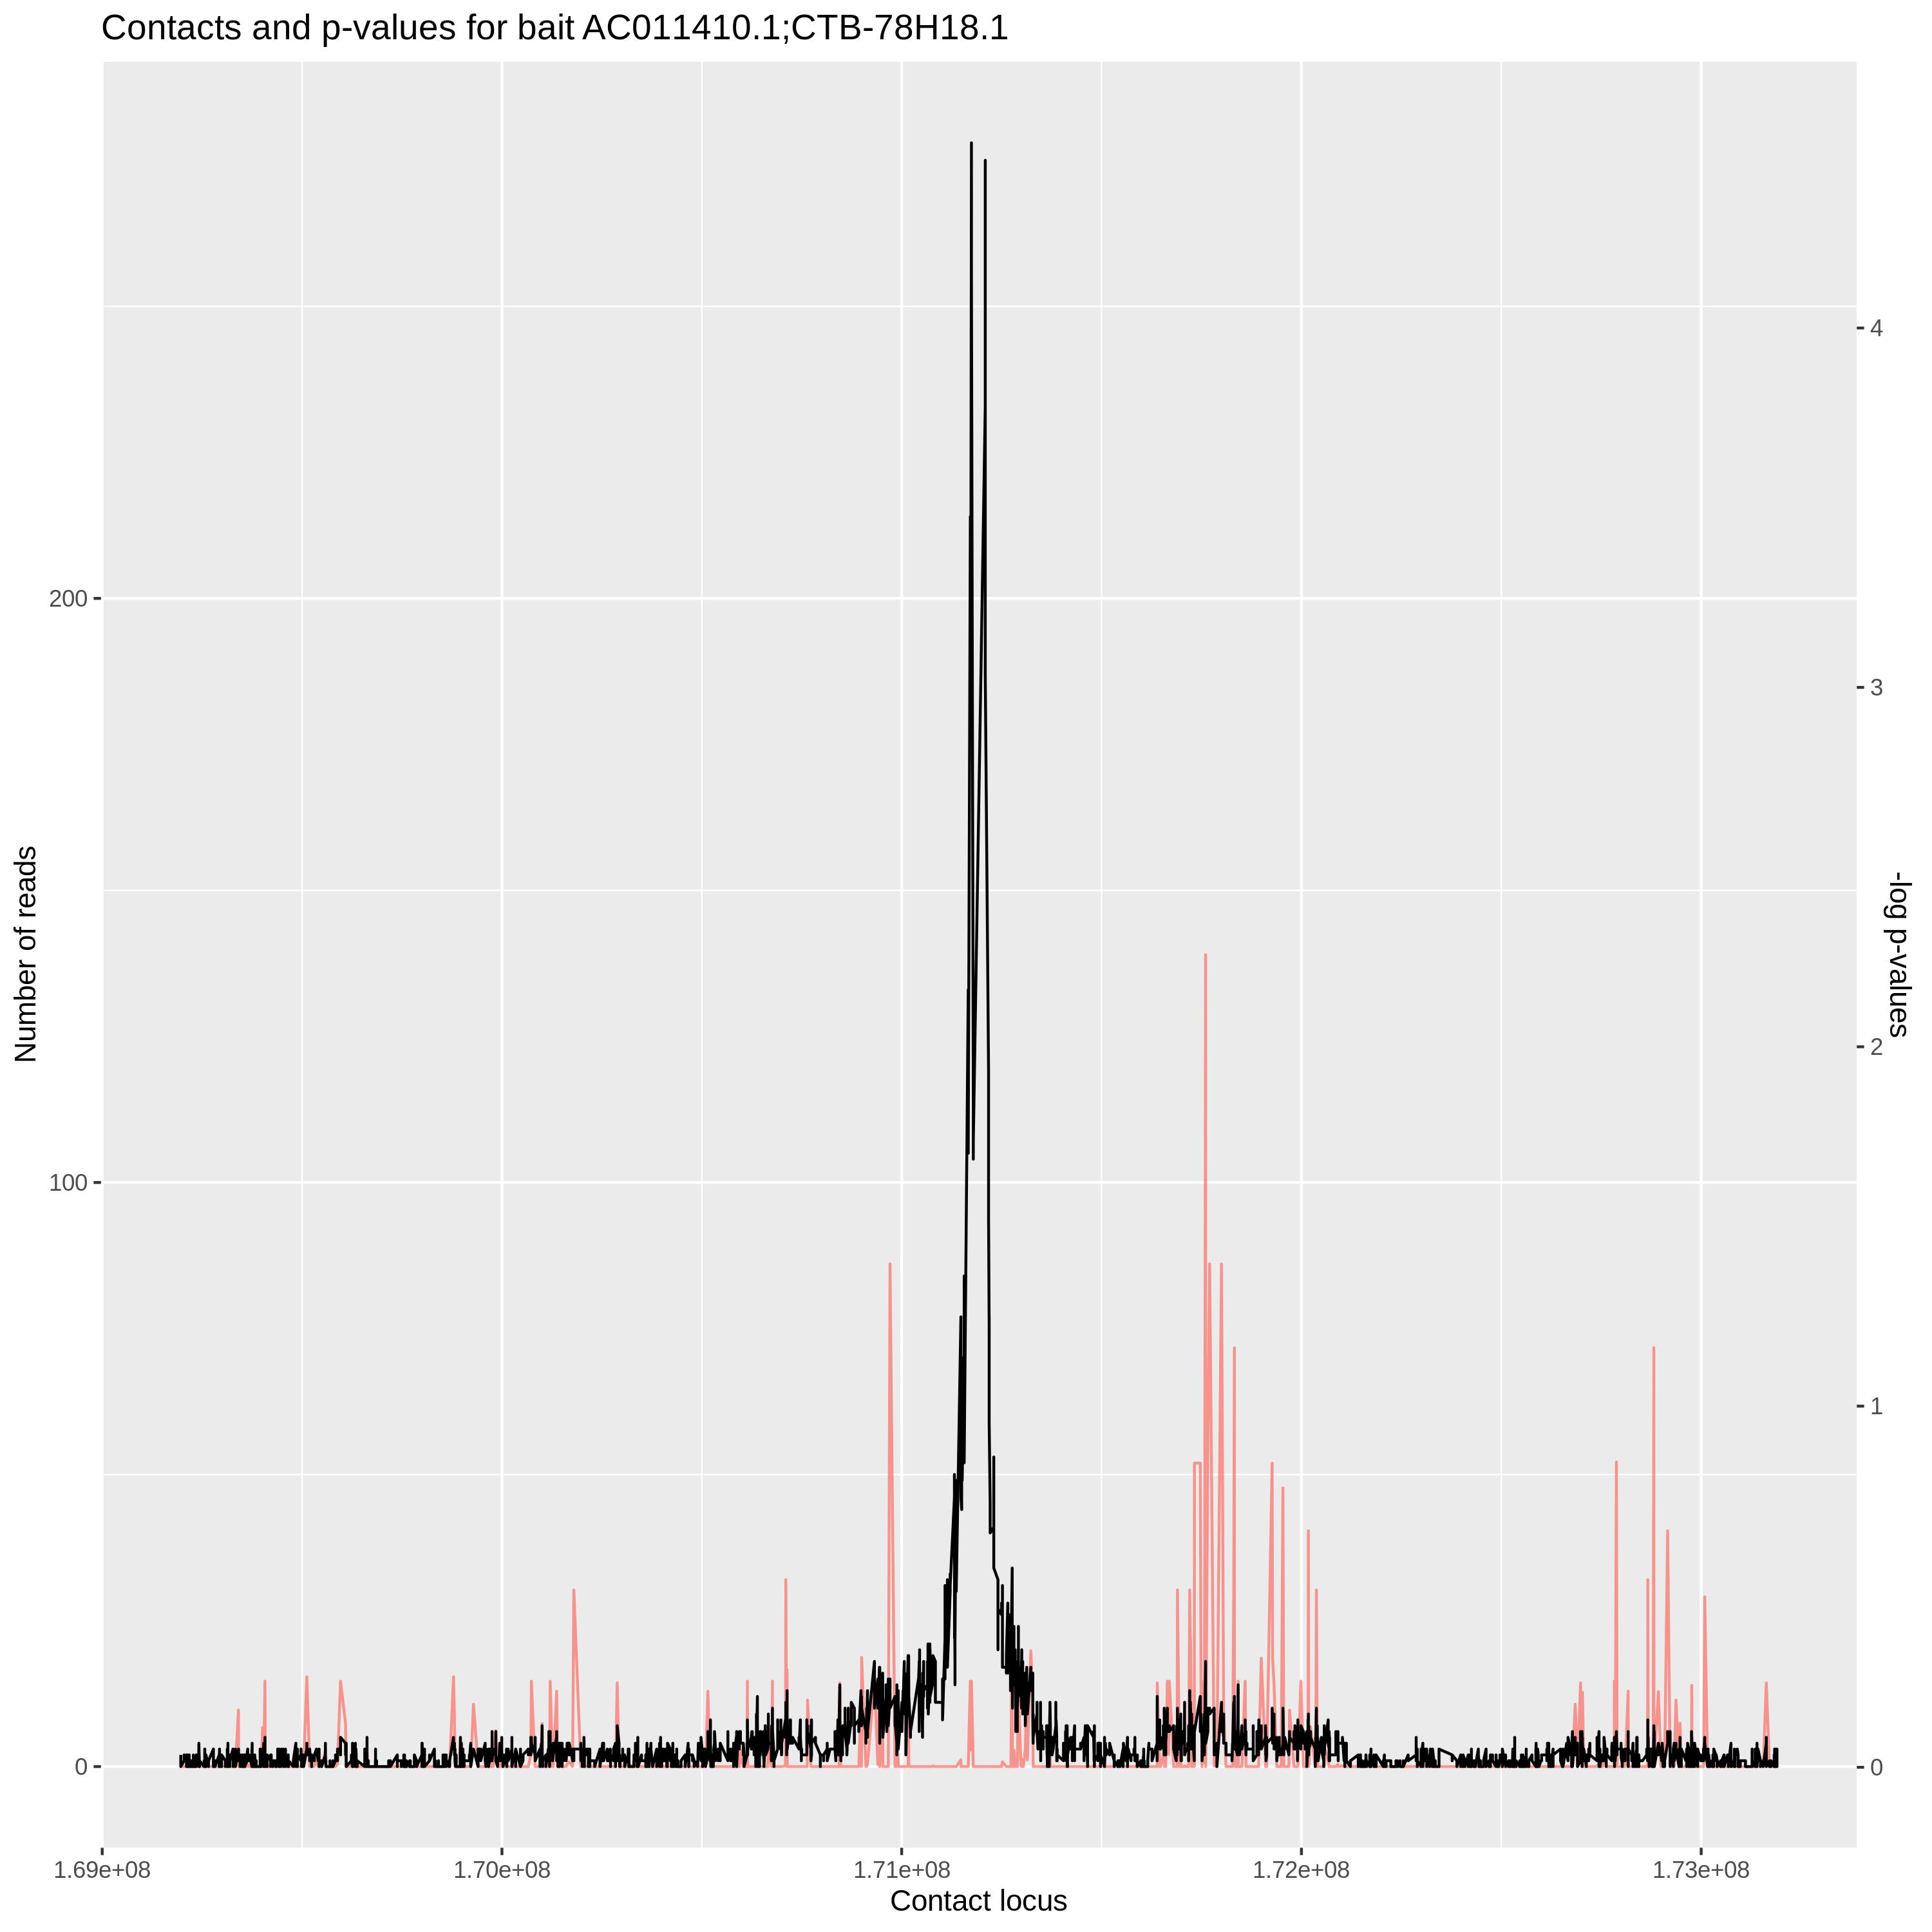 Contacts and p-values for bait AC011410.1;CTB-78H18.1
Number of reads
200
100
0
4
3
2
1
0
-log p-values
1.69e+08
1.70e+08
1.71e+08
1.72e+08
1.73e+08
Contact locus